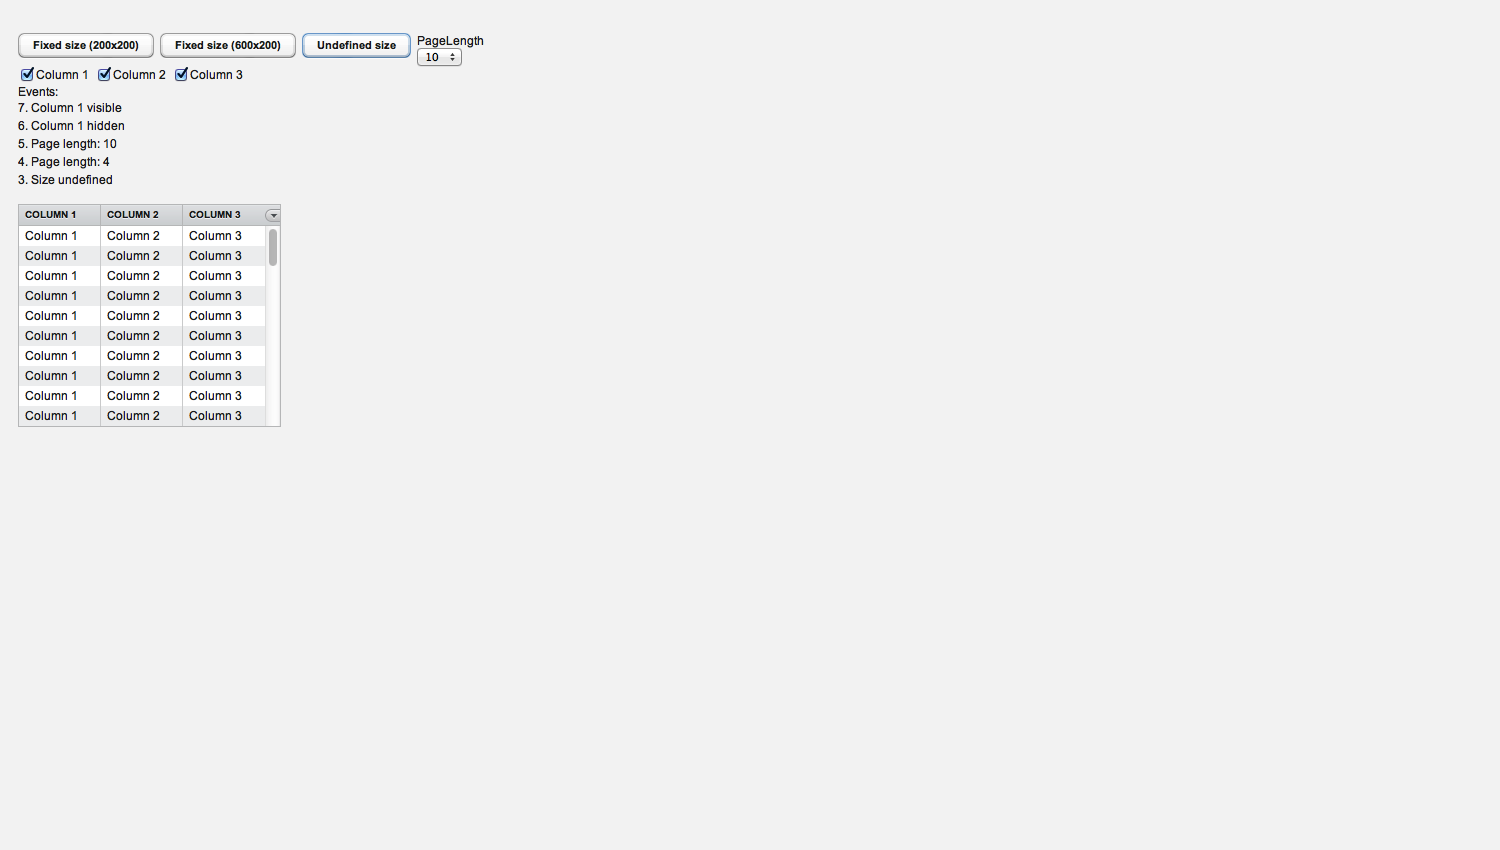 Fixed size (200x200) Fixed size (600x200) Undefined size PageLength
10
Column 1 Column 2 Column 3
Events:
7. Column 1 visible
6. Column 1 hidden
5. Page length: 10
4. Page length: 4
3. Size undefined
COLUMN 1 COLUMN 2 COLUMN 3
Column 1 Column 2 Column 3
Column 1 Column 2 Column 3
Column 1 Column 2 Column 3
Column 1 Column 2 Column 3
Column 1 Column 2 Column 3
Column 1 Column 2 Column 3
Column 1 Column 2 Column 3
Column 1 Column 2 Column 3
Column 1 Column 2 Column 3
Column 1 Column 2 Column 3